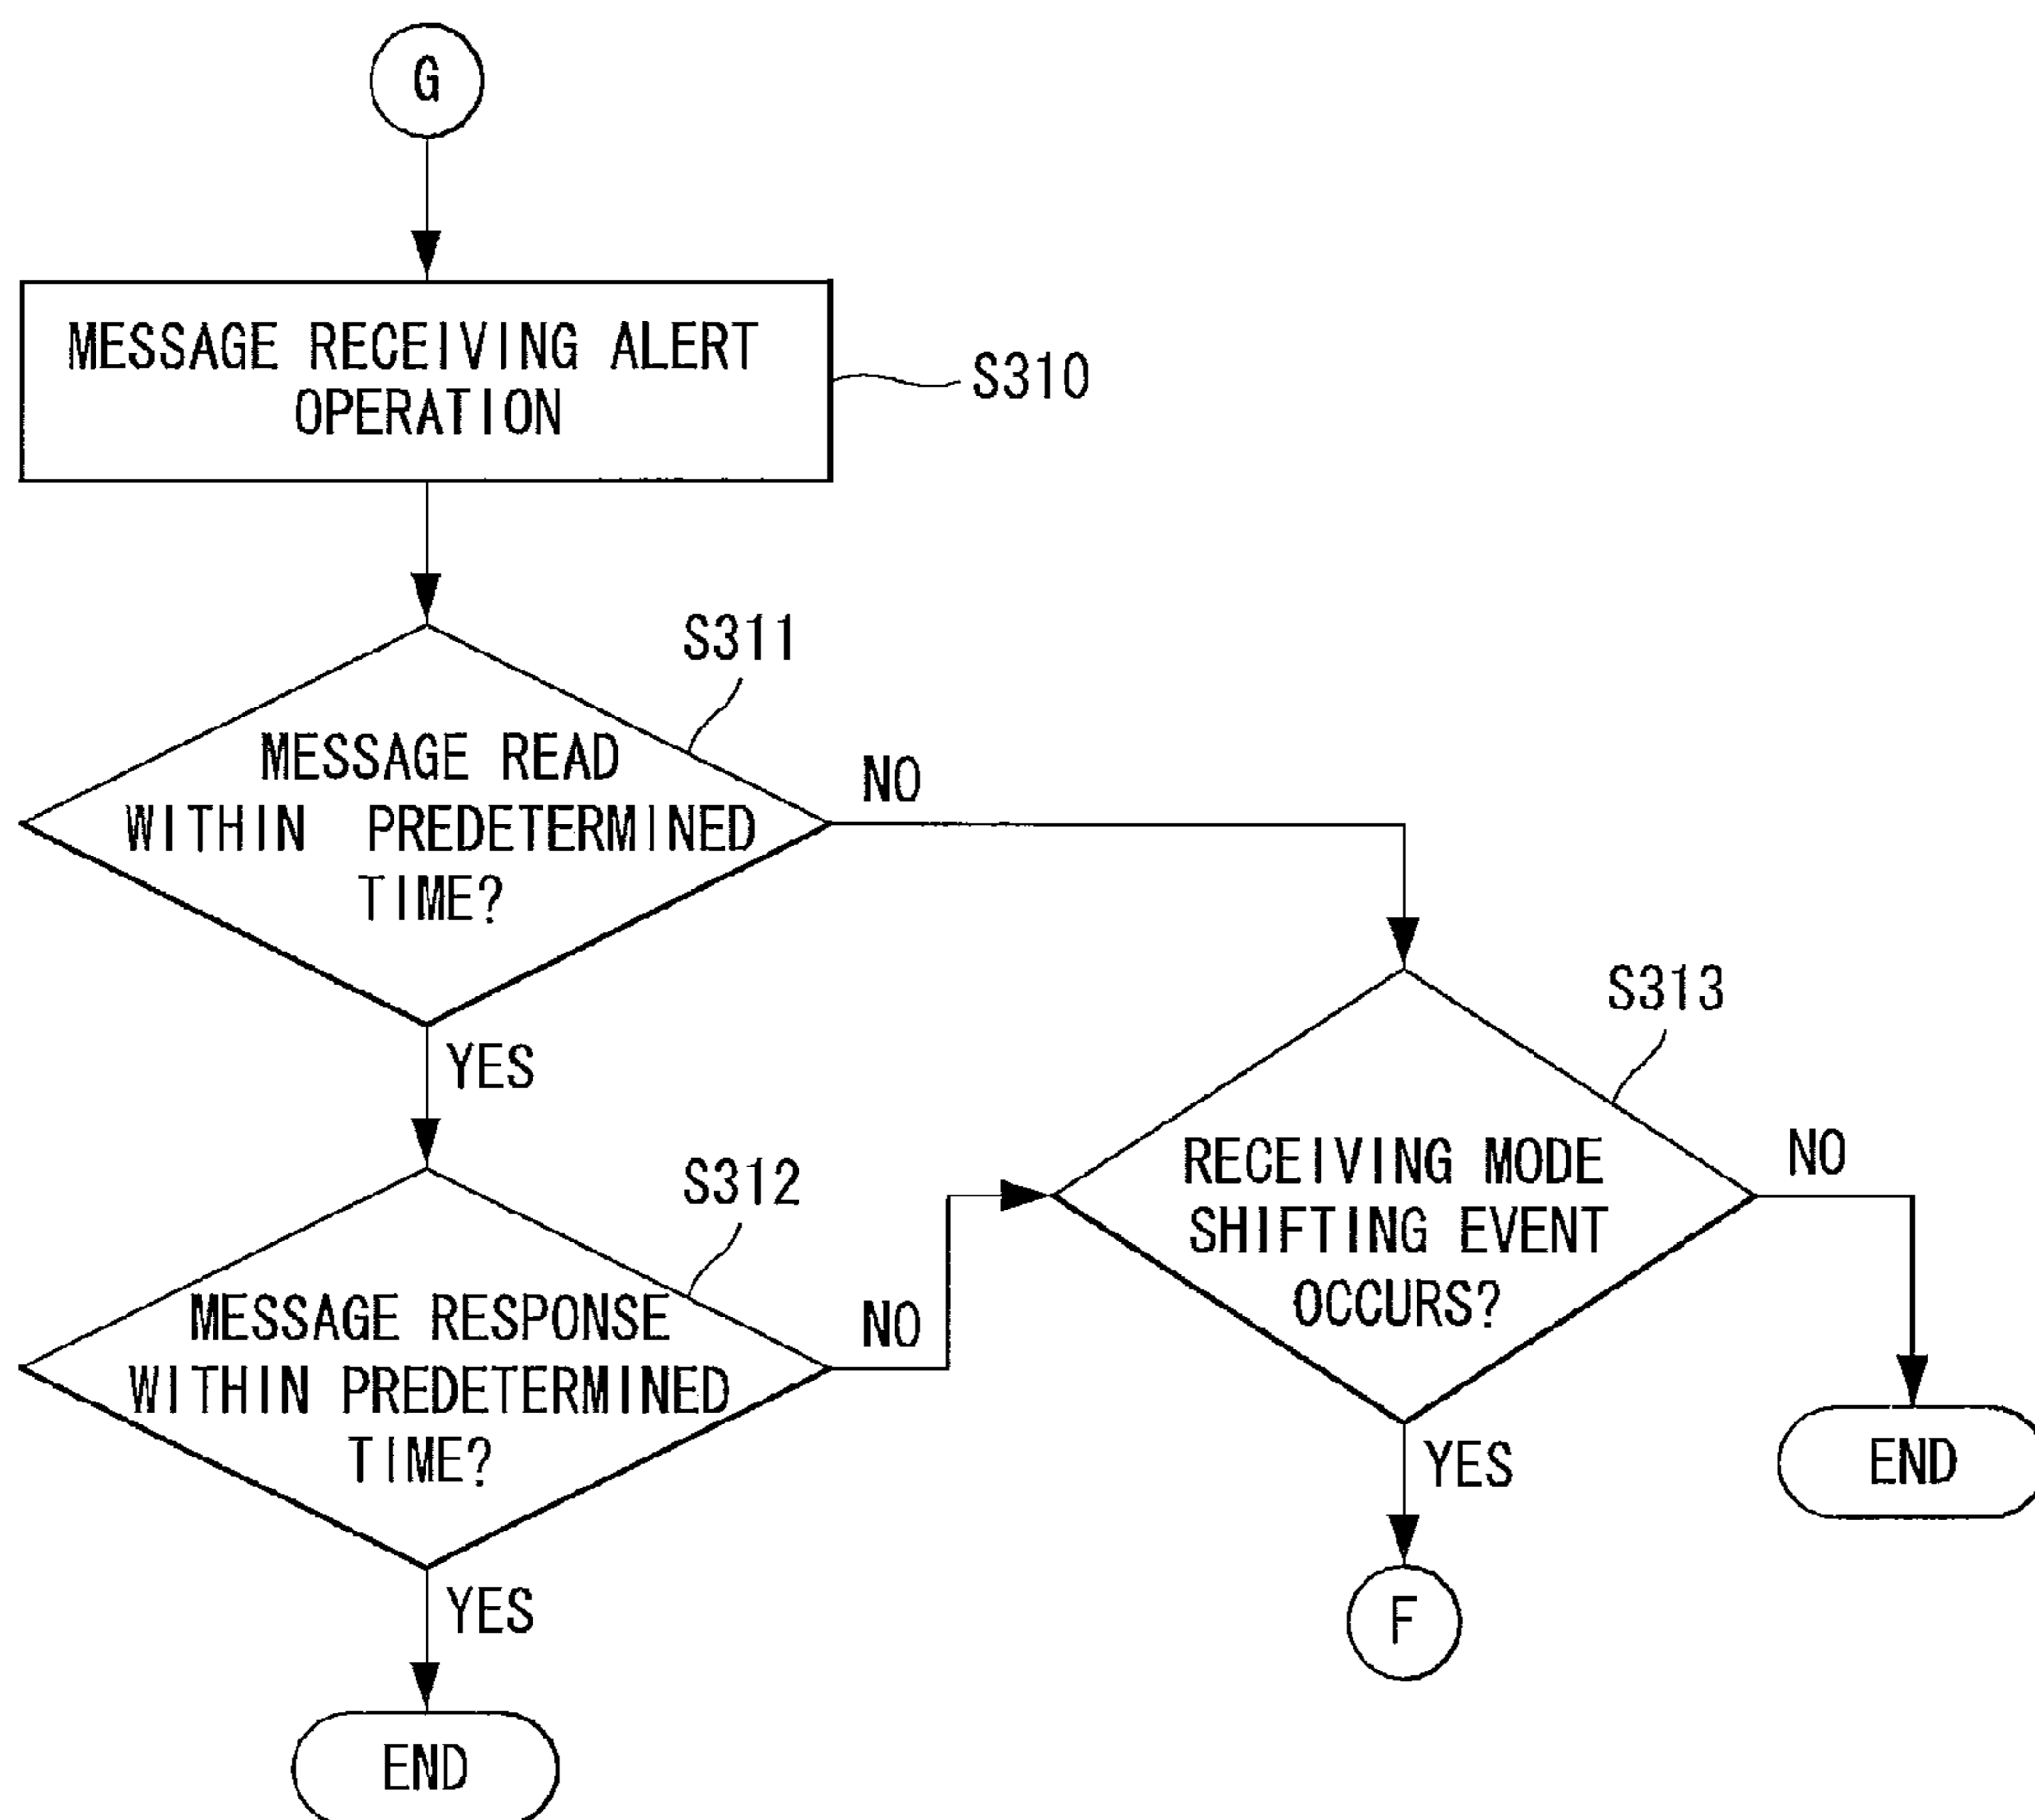 G
MESSAGE RECEIVING ALERT
OPERATION
S310
S311
MESSAGE READ
WITHIN PREDETERMINED
TIME?
NO
YES
S312
MESSAGE RESPONSE
WITHIN PREDETERMINED
TIME?
NO
YES
END
S313
RECEIVING MODE
SHIFTING EVENT
OCCURS?
NO
YES
END
F